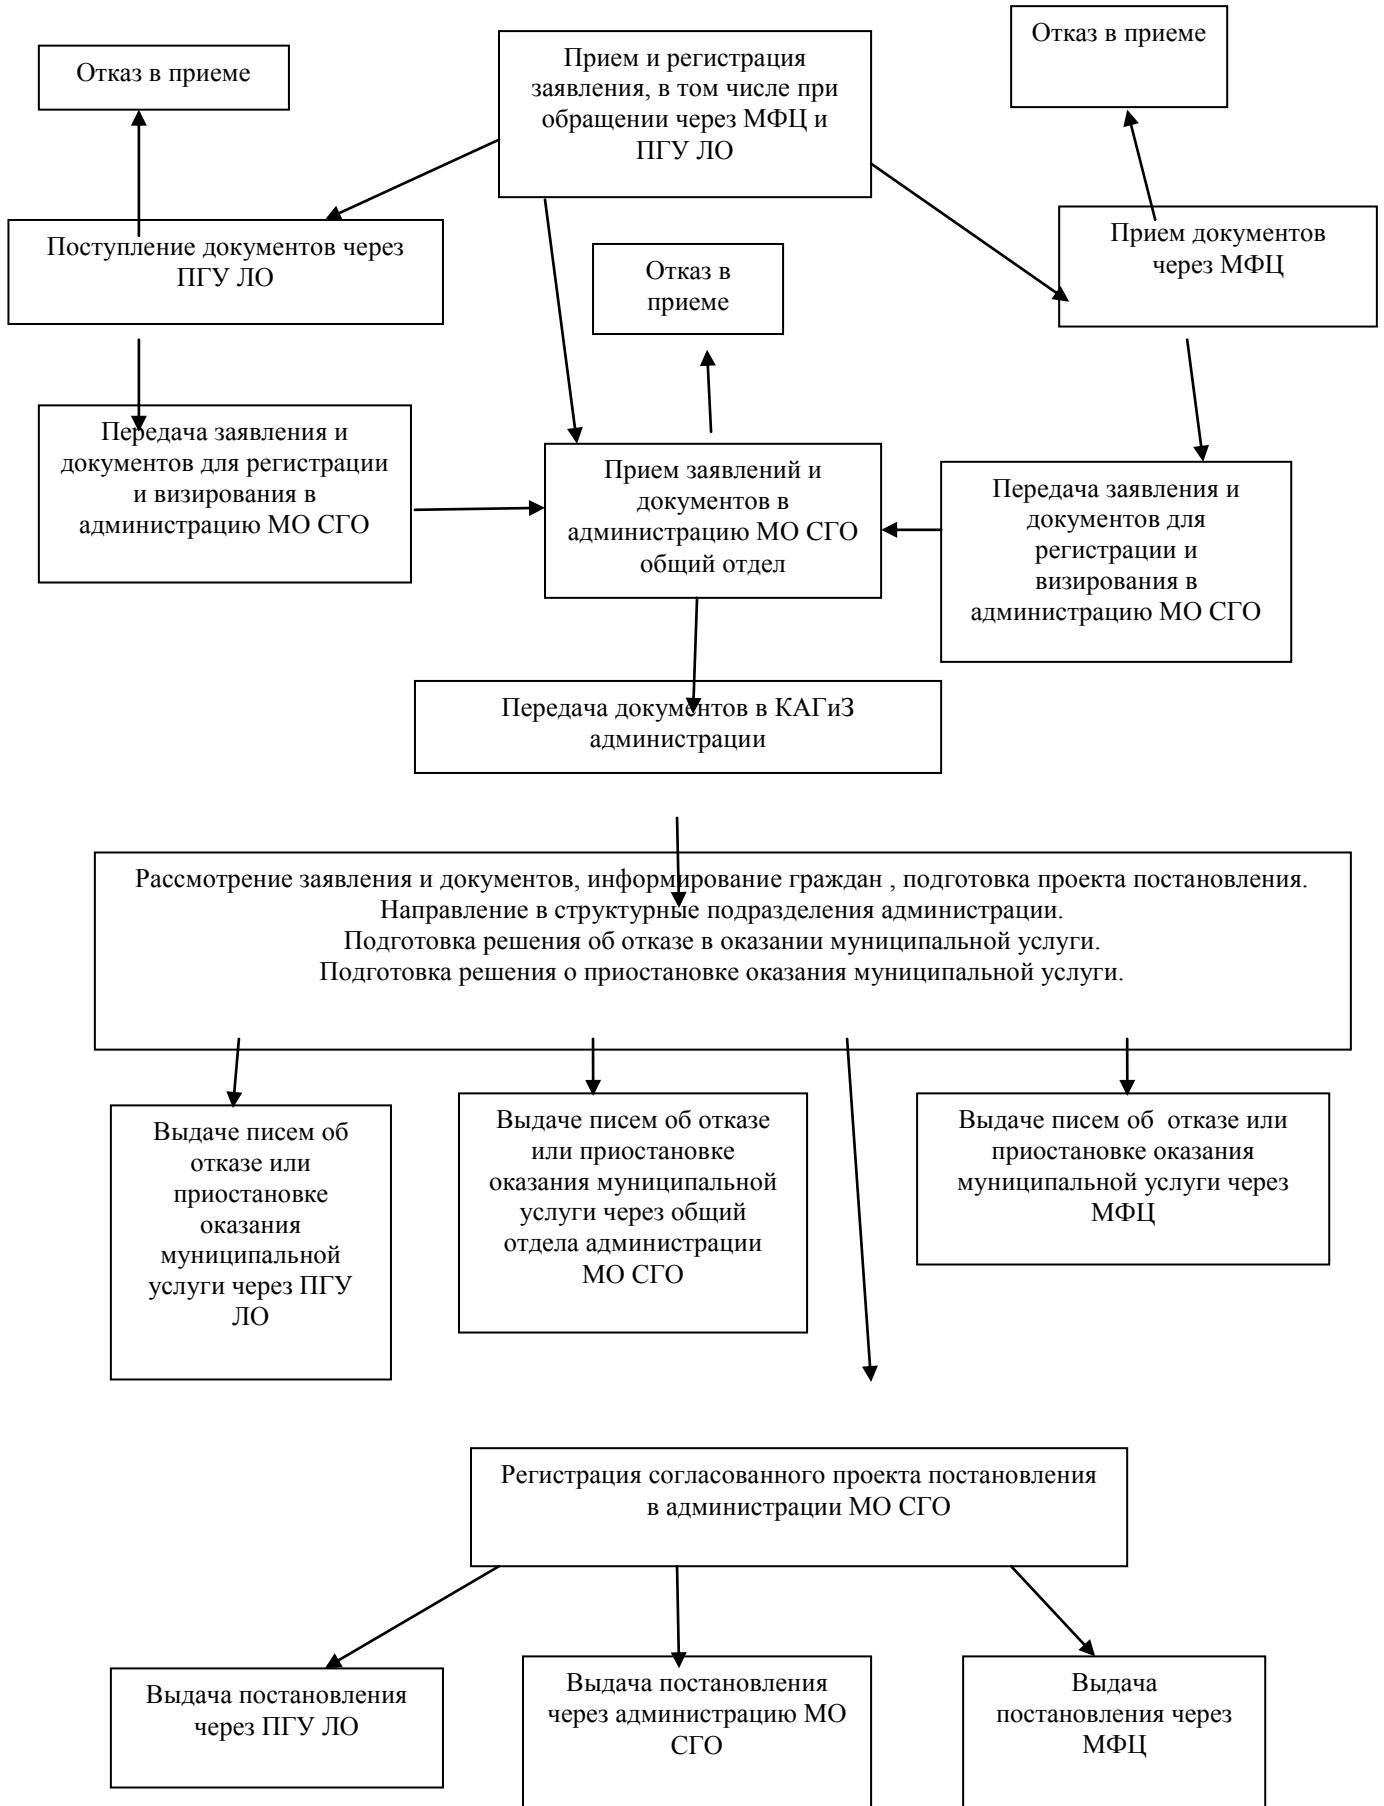 Отказ в приеме
Прием и регистрация
заявления, в том числе при
обращении через МФЦ и
ПГУ ЛО
Отказ в приеме
Поступление документов через
ПГУ ЛО
Отказ в
приеме
Прием документов
через МФЦ
Передача заявления и
документов для регистрации
и визирования в
администрацию МО СГО
Прием заявлений и
документов в
администрацию МО СГО
общий отдел
Передача заявления и
документов для
регистрации и
визирования в
администрацию МО СГО
Передача документов в КАГиЗ
администрации
Рассмотрение заявления и документов, информирование граждан , подготовка проекта постановления.
Направление в структурные подразделения администрации.
Подготовка решения об отказе в оказании муниципальной услуги.
Подготовка решения о приостановке оказания муниципальной услуги.
Выдаче писем об
отказе или
приостановке
оказания
муниципальной
услуги через ПГУ
ЛО
Выдаче писем об отказе
или приостановке
оказания муниципальной
услуги через общий
отдела администрации
МО СГО
Выдаче писем об  отказе или
приостановке оказания
муниципальной услуги через
МФЦ
Регистрация согласованного проекта постановления
в администрации МО СГО
Выдача постановления
через ПГУ ЛО
Выдача постановления
через администрацию МО
СГО
Выдача
постановления через
МФЦ